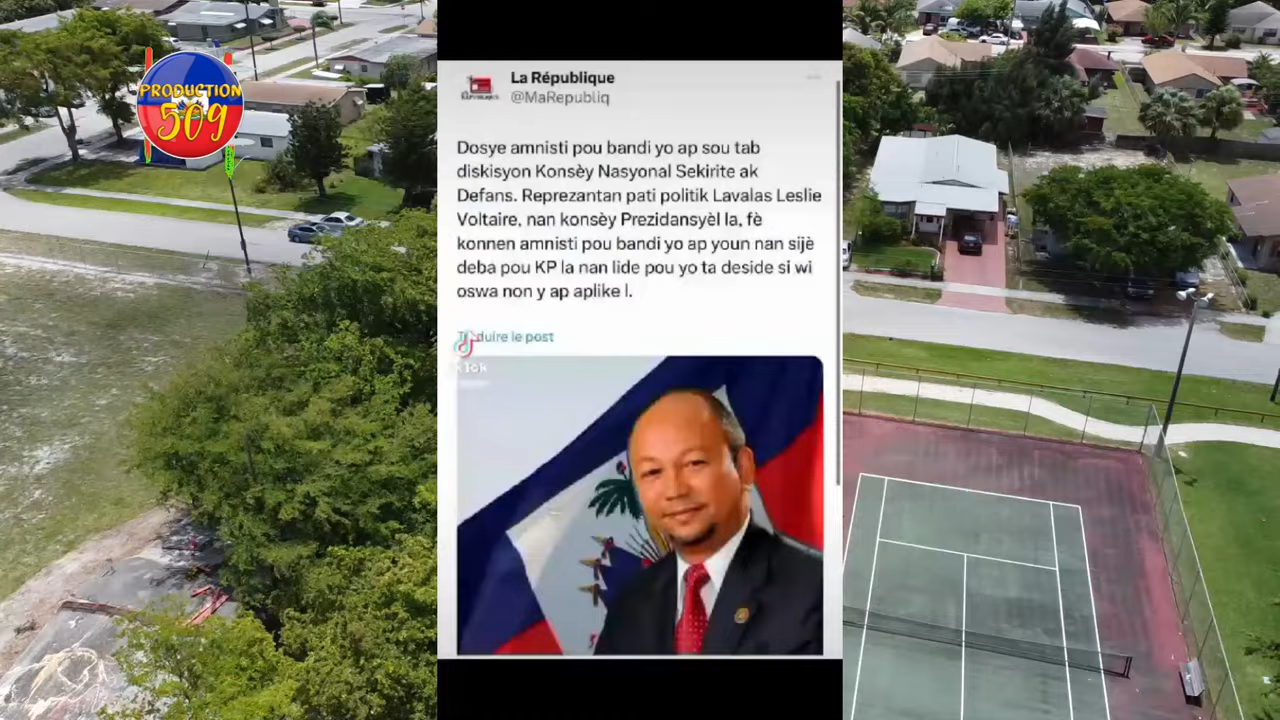 PRODUCTION
509
La République
@MaRepubliq
Dosye amnisti pou bandi yo ap sou tab
diskisyon Konsèy Nasyonal Sekirite ak
Defans. Reprezantan pati politik Lavalas Leslie
Voltaire, nan konsèy Prezidansyèl la, fè
konnen amnisti pou bandi yo ap youn nan sijè
deba pou KP la nan lide pou yo ta deside si wi
oswa non y ap aplike l.
duire le post